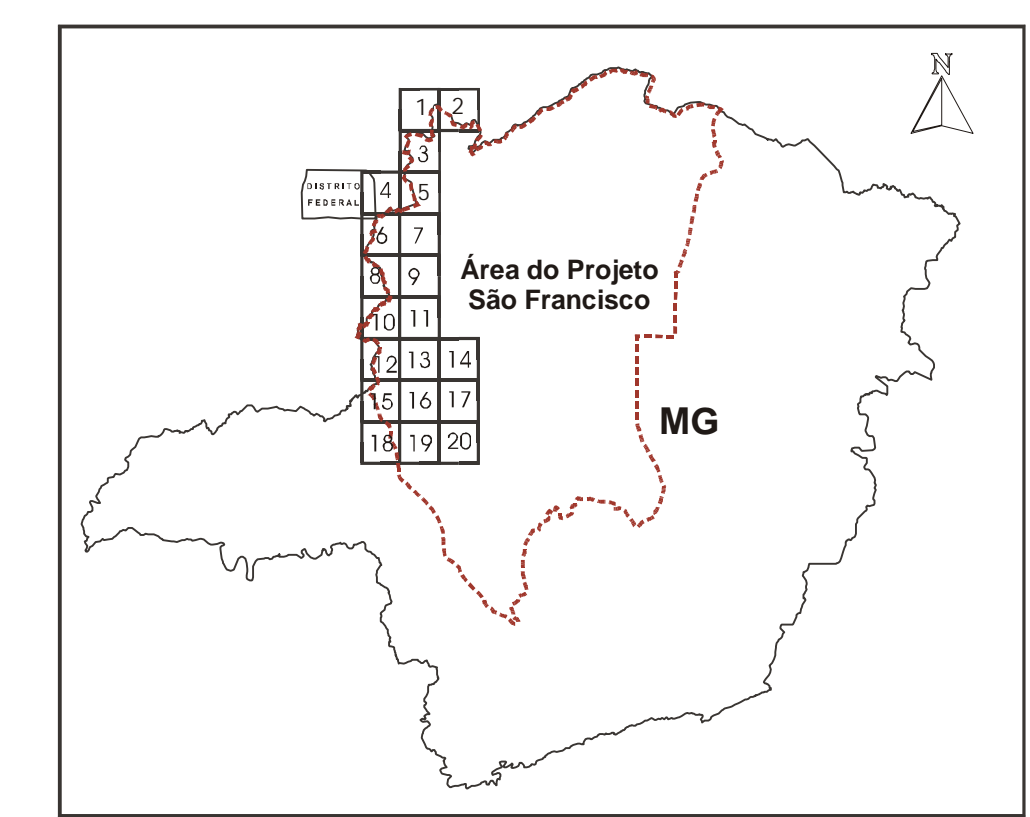 N
1 2
3
DISTRITO
FEDERAL
4 5
6 7
8 9
Área do Projeto
São Francisco
10 11
12 13 14
15 16 17
MG
18 19 20